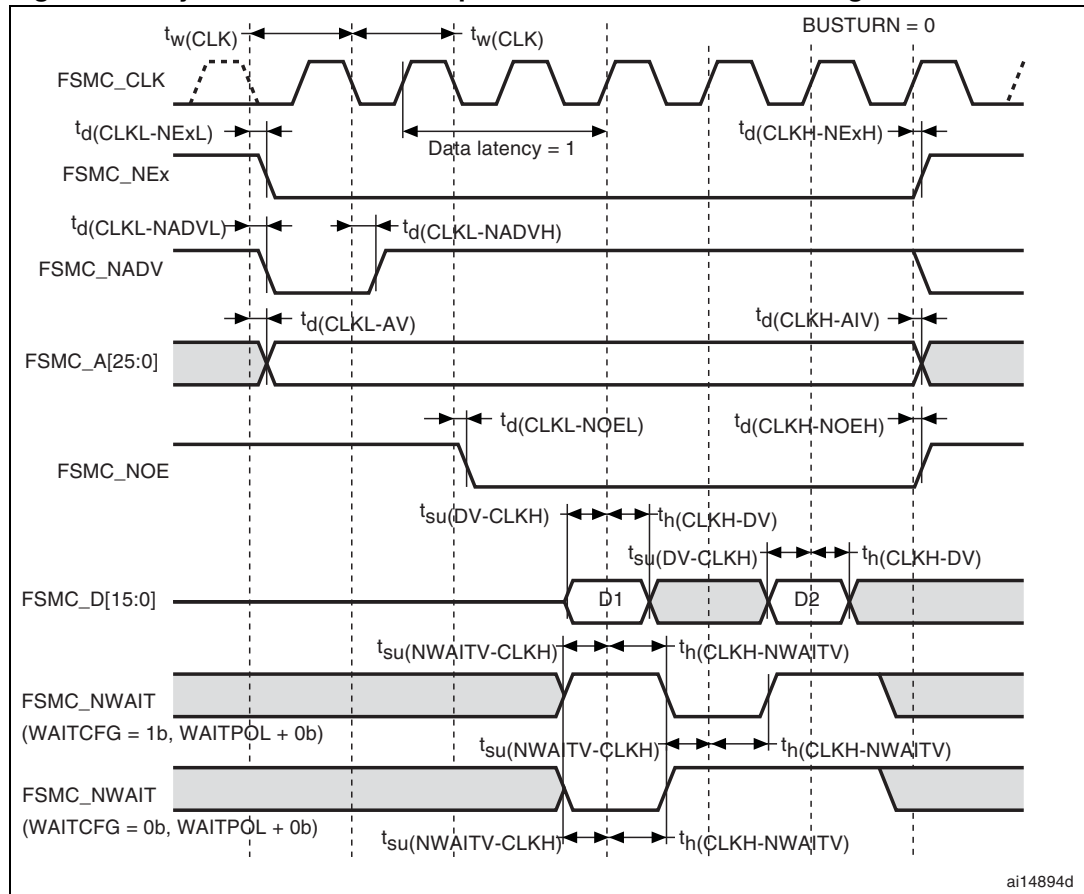 BUSTURN = 0
tw(CLK) tw(CLK)
FSMC_CLK
td(CLKL-NExL) Data latency = 1 td(CLKH-NExH)
FSMC_NEx
td(CLKL-NADVL) td(CLKL-NADVH)
FSMC_NADV
td(CLKL-AV) td(CLKH-AIV)
FSMC_A[25:0]
td(CLKL-NOEL) td(CLKH-NOEH)
FSMC_NOE
tsu(DV-CLKH) th(CLKH-DV)
tsu(DV-CLKH) th(CLKH-DV)
FSMC_D[15:0] D1 D2
tsu(NWAITV-CLKH) th(CLKH-NWAITV)
FSMC_NWAIT
(WAITCFG = 1b, WAITPOL + 0b)
tsu(NWAITV-CLKH) th(CLKH-NWAITV)
FSMC_NWAIT
(WAITCFG = 0b, WAITPOL + 0b)
tsu(NWAITV-CLKH) th(CLKH-NWAITV)
ai14894d